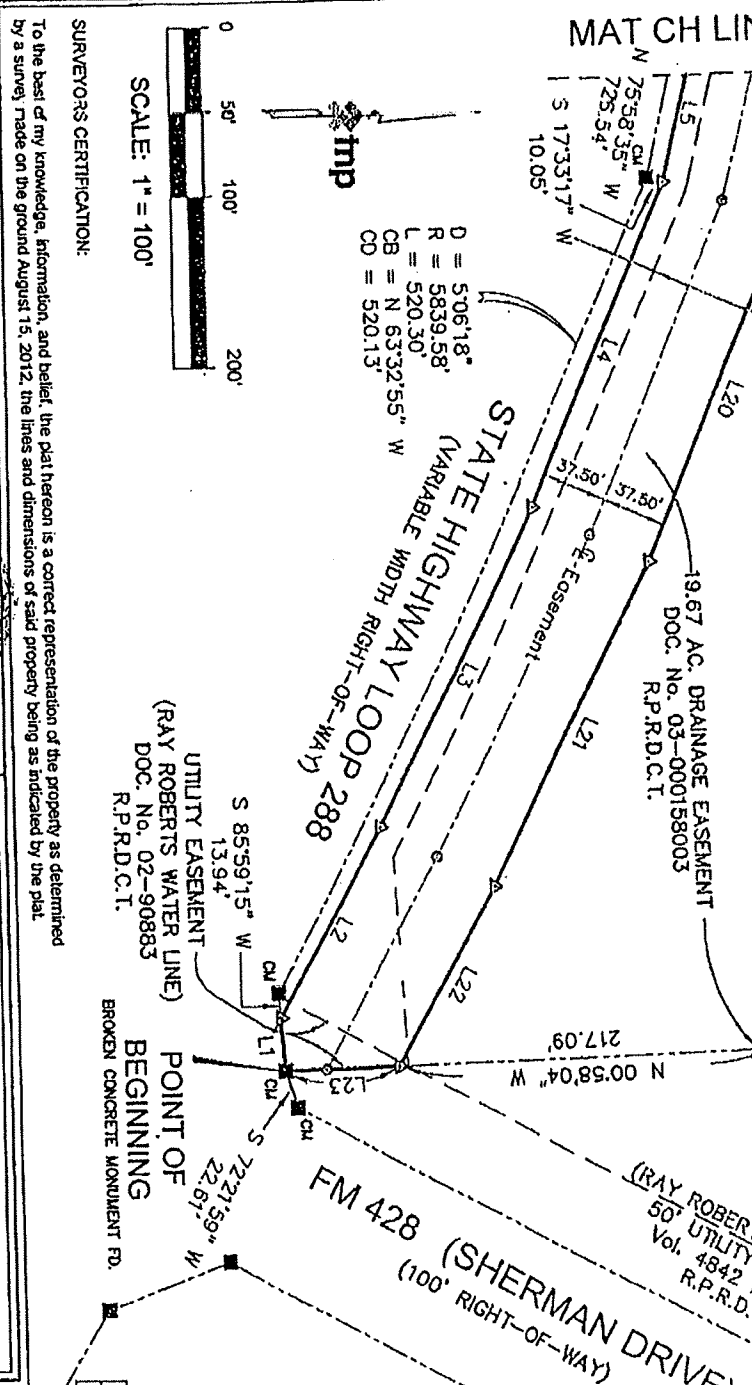 MAT CH LIN
N 75°58'35" W
725.54'
CM
S 17°33'17" W
10.05'
L5
L20
L4
37.50' 37.50'
D = 5°06'18"
R = 5839.58'
L = 520.30'
CB = N 63°32'55" W
CD = 520.13'
tnp
0 50' 100' 200'
SCALE: 1" = 100'
19.67 AC. DRAINAGE EASEMENT
DOC. No. 03-000158003
R.P.R.D.C.T.
℄-Easement
L21
L3
STATE HIGHWAY LOOP 288
(VARIABLE WIDTH RIGHT-OF-WAY)
L2
L22
S 85°59'15" W
13.94'
UTILITY EASEMENT
(RAY ROBERTS WATER LINE)
DOC. No. 02-90883
R.P.R.D.C.T.
CM
L1
CM
L23
CM
217.09'
N 00°58'04" W
POINT OF
BEGINNING
BROKEN CONCRETE MONUMENT FD.
S 72°21'59" W
22.61'
(RAY ROBER
50' UTILITY
Vol. 4842
R.P.R.D.
FM 428 (SHERMAN DRIVE)
(100' RIGHT-OF-WAY)
SURVEYORS CERTIFICATION:
To the best of my knowledge, information, and belief, the plat hereon is a correct representation of the property as determined
by a survey made on the ground August 15, 2012, the lines and dimensions of said property being as indicated by the plat.